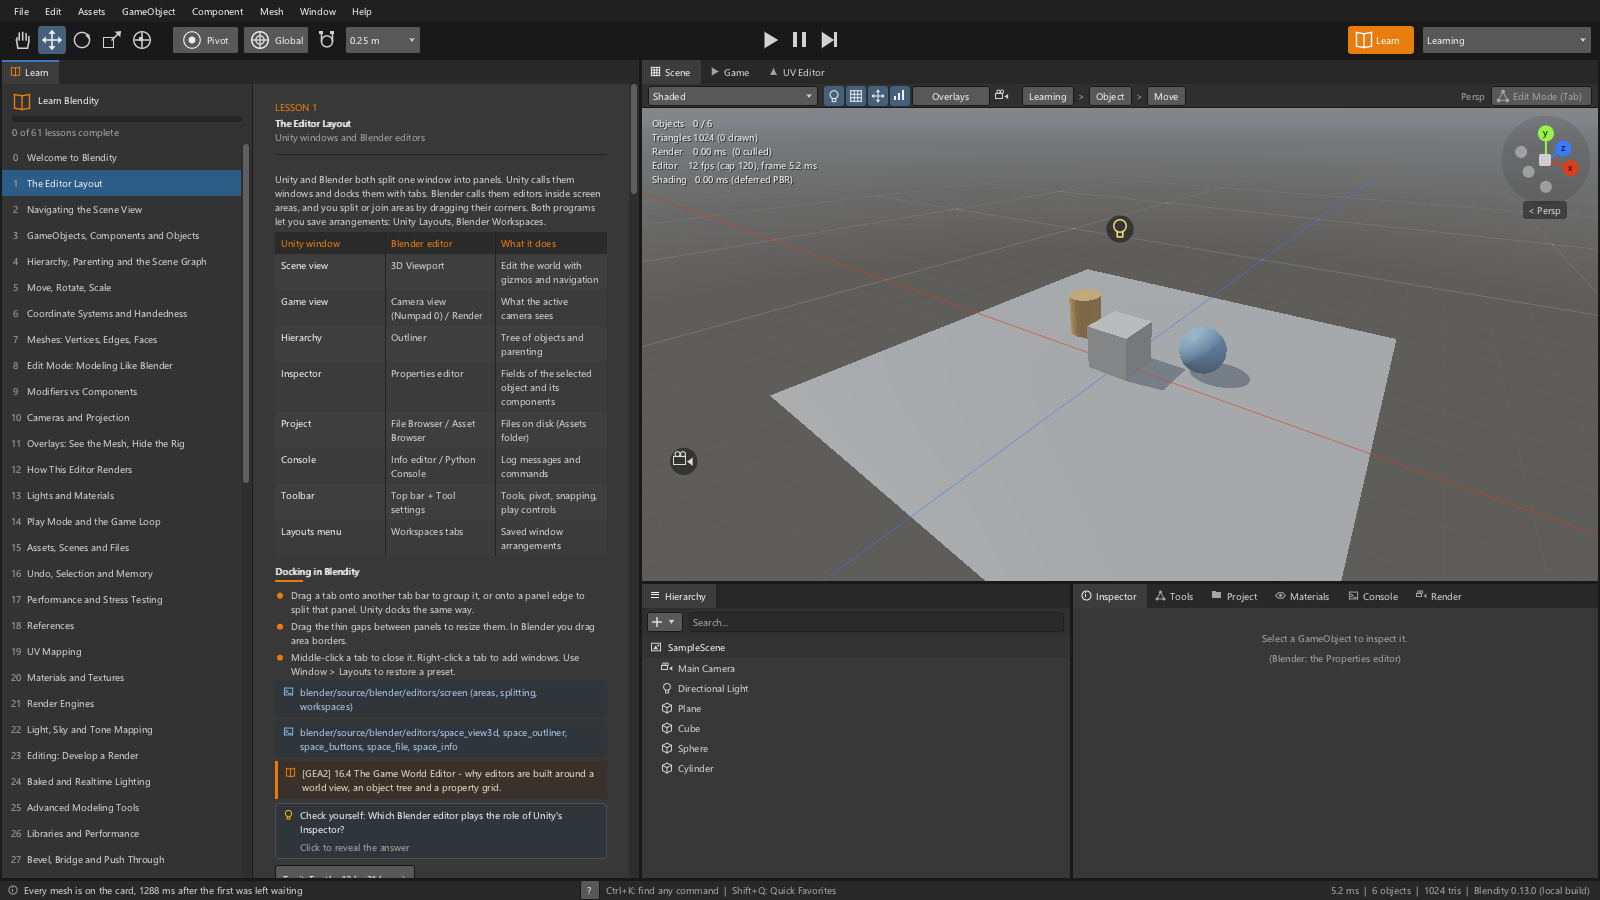 File Edit Assets GameObject Component Mesh Window Help
Pivot Global 0.25 m Learn Learning
Learn
Learn Blendity
0 of 61 lessons complete
0 Welcome to Blendity
1 The Editor Layout
2 Navigating the Scene View
3 GameObjects, Components and Objects
4 Hierarchy, Parenting and the Scene Graph
5 Move, Rotate, Scale
6 Coordinate Systems and Handedness
7 Meshes: Vertices, Edges, Faces
8 Edit Mode: Modeling Like Blender
9 Modifiers vs Components
10 Cameras and Projection
11 Overlays: See the Mesh, Hide the Rig
12 How This Editor Renders
13 Lights and Materials
14 Play Mode and the Game Loop
15 Assets, Scenes and Files
16 Undo, Selection and Memory
17 Performance and Stress Testing
18 References
19 UV Mapping
20 Materials and Textures
21 Render Engines
22 Light, Sky and Tone Mapping
23 Editing: Develop a Render
24 Baked and Realtime Lighting
25 Advanced Modeling Tools
26 Libraries and Performance
27 Bevel, Bridge and Push Through
LESSON 1
The Editor Layout
Unity windows and Blender editors
Unity and Blender both split one window into panels. Unity calls them
windows and docks them with tabs. Blender calls them editors inside screen
areas, and you split or join areas by dragging their corners. Both programs
let you save arrangements: Unity Layouts, Blender Workspaces.
Unity window Blender editor What it does
Scene view 3D Viewport Edit the world with
gizmos and navigation
Game view Camera view What the active
(Numpad 0) / Render camera sees
Hierarchy Outliner Tree of objects and
parenting
Inspector Properties editor Fields of the selected
object and its
components
Project File Browser / Asset Files on disk (Assets
Browser folder)
Console Info editor / Python Log messages and
Console commands
Toolbar Top bar + Tool Tools, pivot, snapping,
settings play controls
Layouts menu Workspaces tabs Saved window
arrangements
Docking in Blendity
Drag a tab onto another tab bar to group it, or onto a panel edge to
split that panel. Unity docks the same way.
Drag the thin gaps between panels to resize them. In Blender you drag
area borders.
Middle-click a tab to close it. Right-click a tab to add windows. Use
Window > Layouts to restore a preset.
blender/source/blender/editors/screen (areas, splitting,
workspaces)
blender/source/blender/editors/space_view3d, space_outliner,
space_buttons, space_file, space_info
[GEA2] 16.4 The Game World Editor - why editors are built around a
world view, an object tree and a property grid.
Check yourself: Which Blender editor plays the role of Unity's
Inspector?
Click to reveal the answer
Scene Game UV Editor
Shaded Overlays Learning > Object > Move Persp Edit Mode (Tab)
Objects 0 / 6
Triangles 1024 (0 drawn)
Render 0.00 ms (0 culled)
Editor 12 fps (cap 120), frame 5.2 ms
Shading 0.00 ms (deferred PBR)
y
z
x
< Persp
Hierarchy
Search...
SampleScene
Main Camera
Directional Light
Plane
Cube
Sphere
Cylinder
Inspector Tools Project Materials Console Render
Select a GameObject to inspect it.
(Blender: the Properties editor)
Every mesh is on the card, 1288 ms after the first was left waiting
? Ctrl+K: find any command | Shift+Q: Quick Favorites
5.2 ms | 6 objects | 1024 tris | Blendity 0.13.0 (local build)